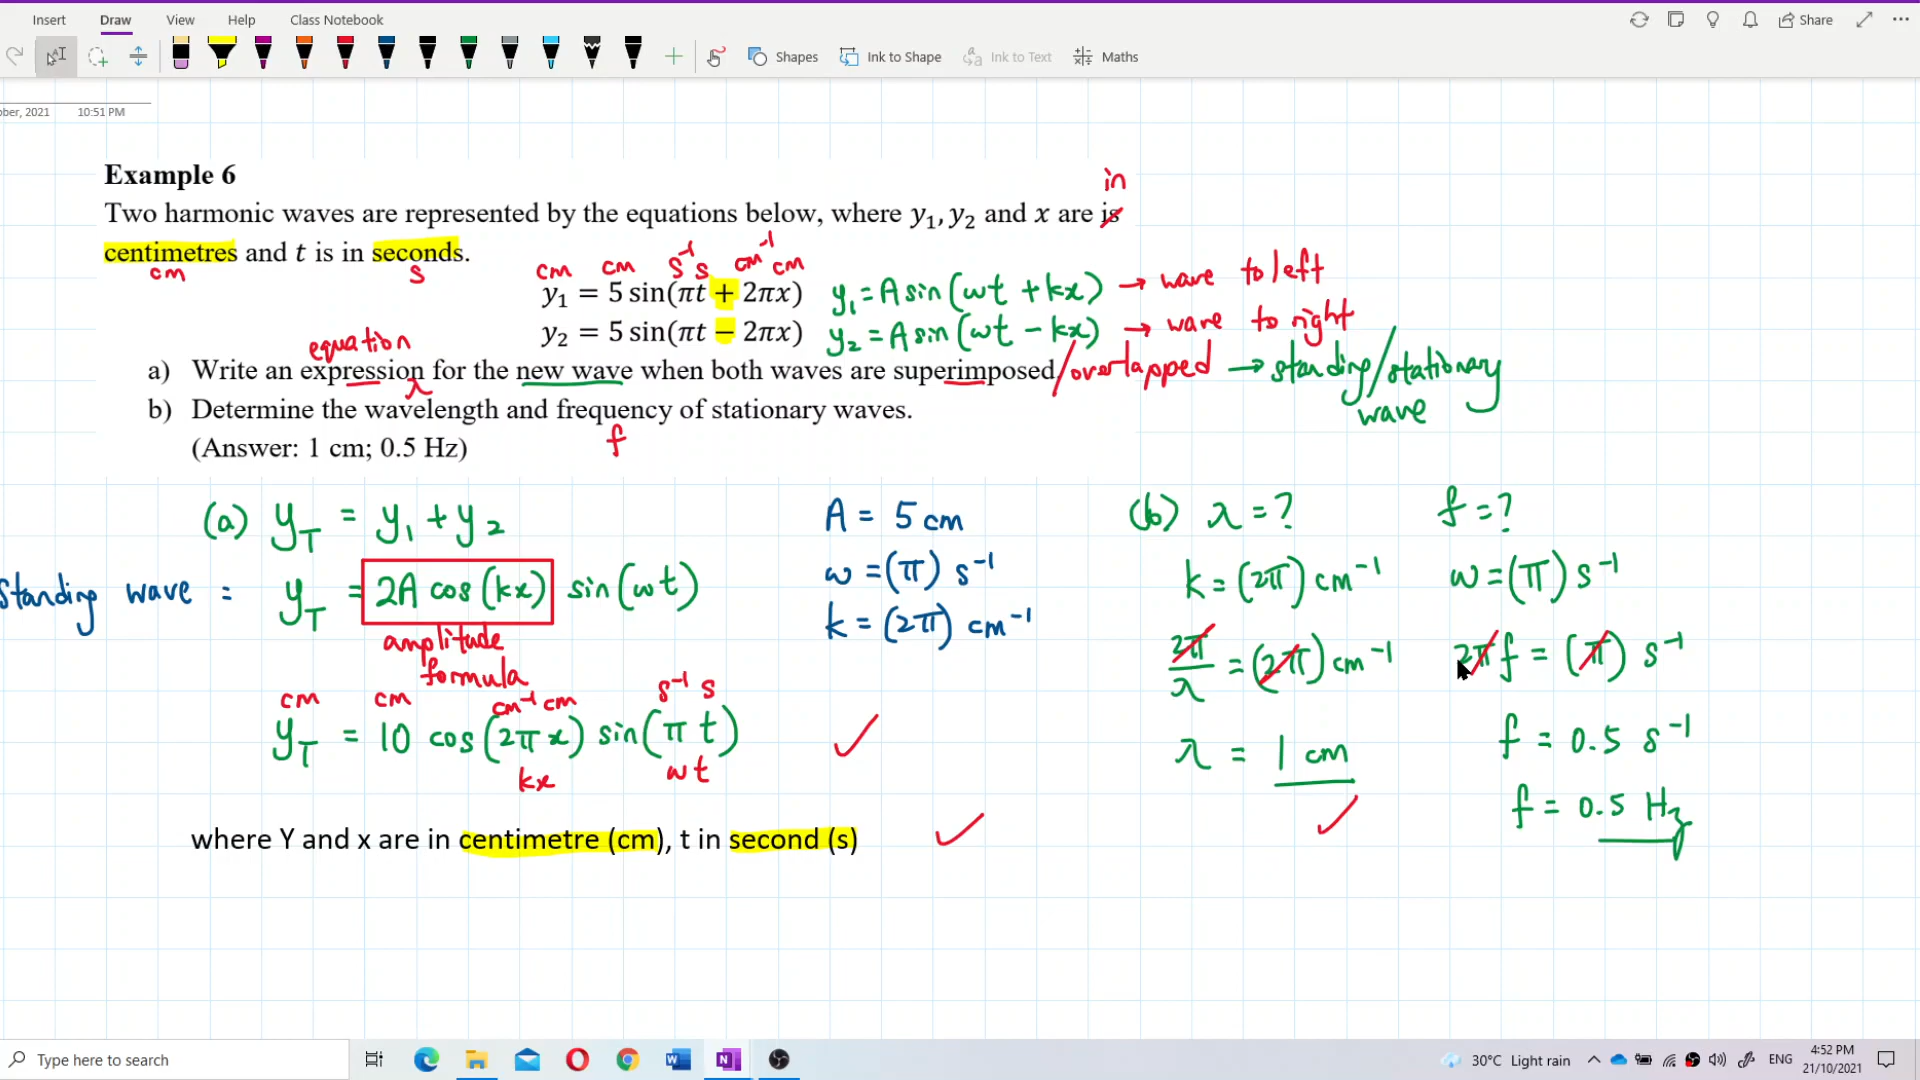 Insert Draw View Help Class Notebook Share
Shapes Ink to Shape Ink to Text Maths
ber, 2021 10:51 PM
Example 6
in
Two harmonic waves are represented by the equations below, where y₁, y₂ and x are is
centimetres and t is in seconds.
cm s
cm cm s⁻¹ s cm⁻¹ cm
y₁ = 5 sin(πt + 2πx) y₁ = A sin (ωt + kx) → wave to left
y₂ = 5 sin(πt − 2πx) y₂ = A sin (ωt − kx) → wave to right
equation
a) Write an expression for the new wave when both waves are superimposed. /overlapped → standing/stationary
wave
λ
b) Determine the wavelength and frequency of stationary waves.
f
(Answer: 1 cm; 0.5 Hz)
(a) y_T = y₁ + y₂
Standing wave : y_T = 2A cos (kx) sin (ωt)
amplitude
formula
cm cm cm⁻¹ cm s⁻¹ s
y_T = 10 cos (2π x) sin (π t)
kx ωt
where Y and x are in centimetre (cm), t in second (s)
A = 5 cm
ω = (π) s⁻¹
k = (2π) cm⁻¹
(b) λ = ?
k = (2π) cm⁻¹
2π/λ = (2π) cm⁻¹
λ = 1 cm
f = ?
ω = (π) s⁻¹
2π f = (π) s⁻¹
f = 0.5 s⁻¹
f = 0.5 Hz
Type here to search 30°C Light rain ENG 4:52 PM
21/10/2021